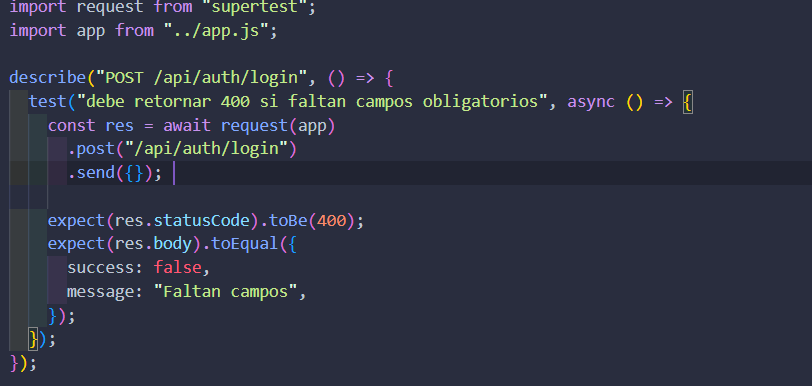 import request from "supertest";
import app from "../app.js";
describe("POST /api/auth/login", () => {
test("debe retornar 400 si faltan campos obligatorios", async () => {
const res = await request(app)
.post("/api/auth/login")
.send({});
expect(res.statusCode).toBe(400);
expect(res.body).toEqual({
success: false,
message: "Faltan campos",
});
});
});